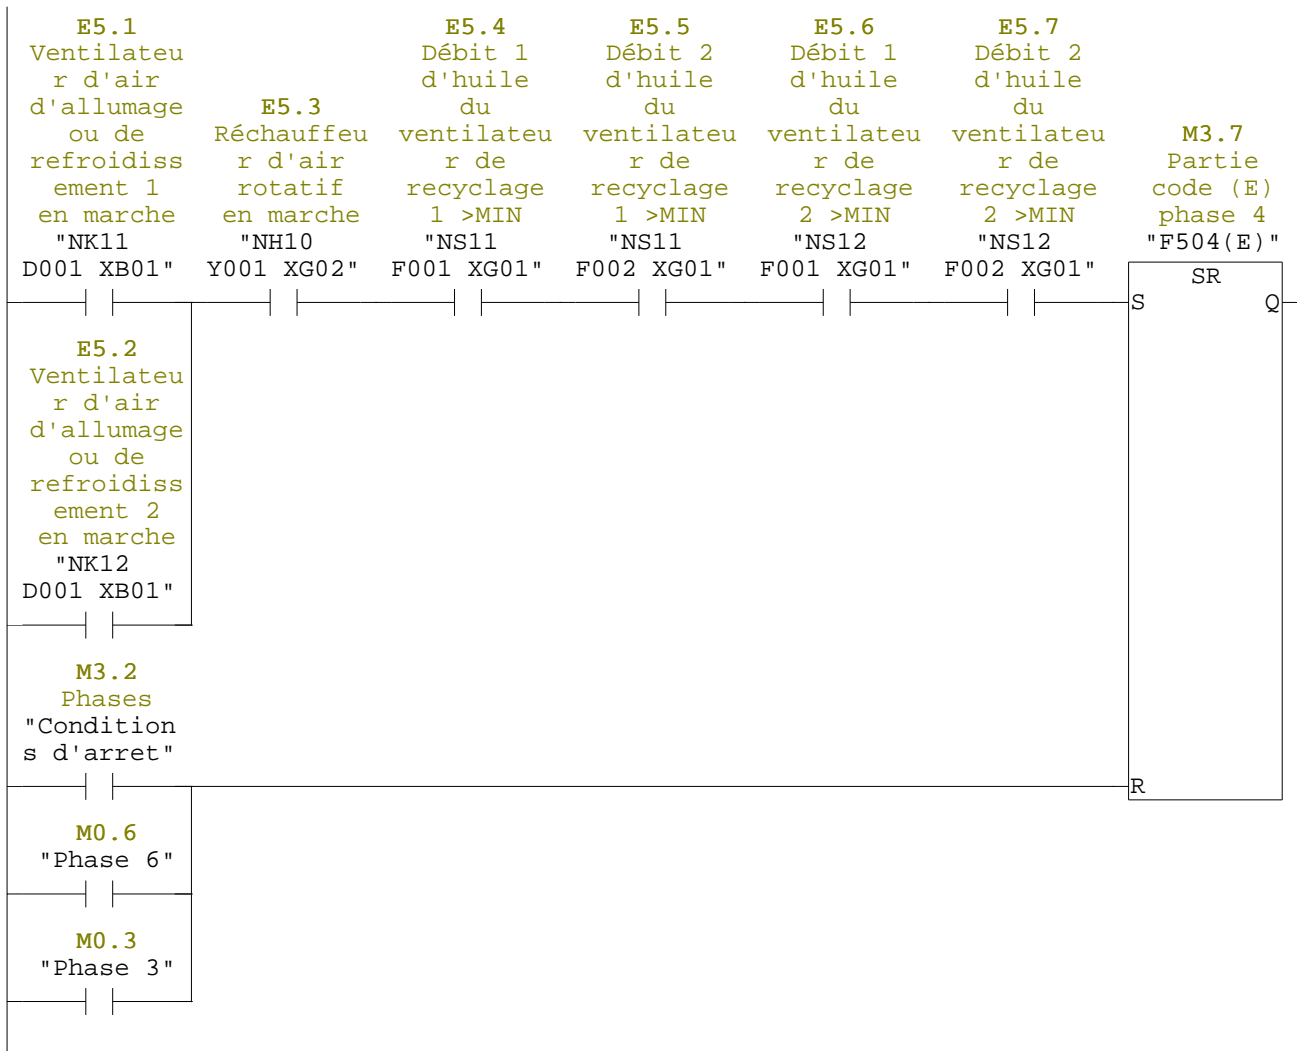 E5.1
Ventilateu
r d'air
d'allumage
ou de
refroidiss
ement 1
en marche
"NK11
D001 XB01"
E5.3
Réchauffeu
r d'air
rotatif
en marche
"NH10
Y001 XG02"
E5.4
Débit 1
d'huile
du
ventilateu
r de
recyclage
1 >MIN
"NS11
F001 XG01"
E5.5
Débit 2
d'huile
du
ventilateu
r de
recyclage
1 >MIN
"NS11
F002 XG01"
E5.6
Débit 1
d'huile
du
ventilateu
r de
recyclage
2 >MIN
"NS12
F001 XG01"
E5.7
Débit 2
d'huile
du
ventilateu
r de
recyclage
2 >MIN
"NS12
F002 XG01"
M3.7
Partie
code (E)
phase 4
"F504(E)"
SR
S Q
E5.2
Ventilateu
r d'air
d'allumage
ou de
refroidiss
ement 2
en marche
"NK12
D001 XB01"
M3.2
Phases
"Condition
s d'arret"
R
M0.6
"Phase 6"
M0.3
"Phase 3"